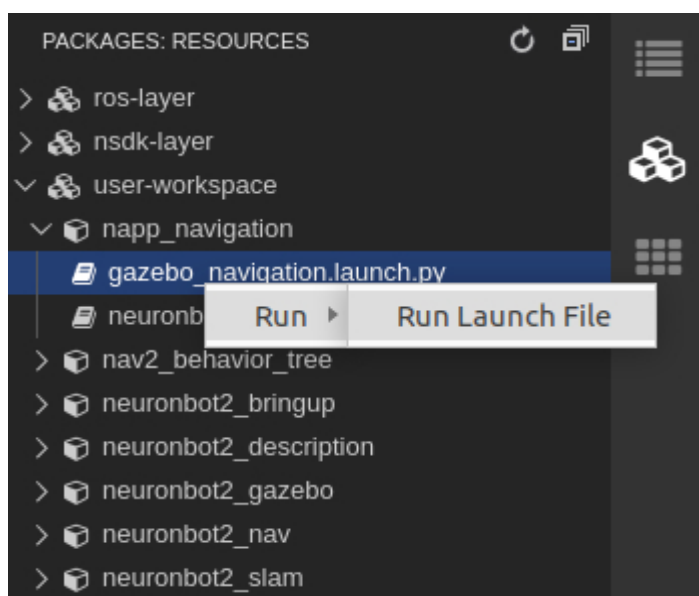 PACKAGES: RESOURCES
ros-layer
nsdk-layer
user-workspace
napp_navigation
gazebo_navigation.launch.py
neuronb
Run
Run Launch File
nav2_behavior_tree
neuronbot2_bringup
neuronbot2_description
neuronbot2_gazebo
neuronbot2_nav
neuronbot2_slam